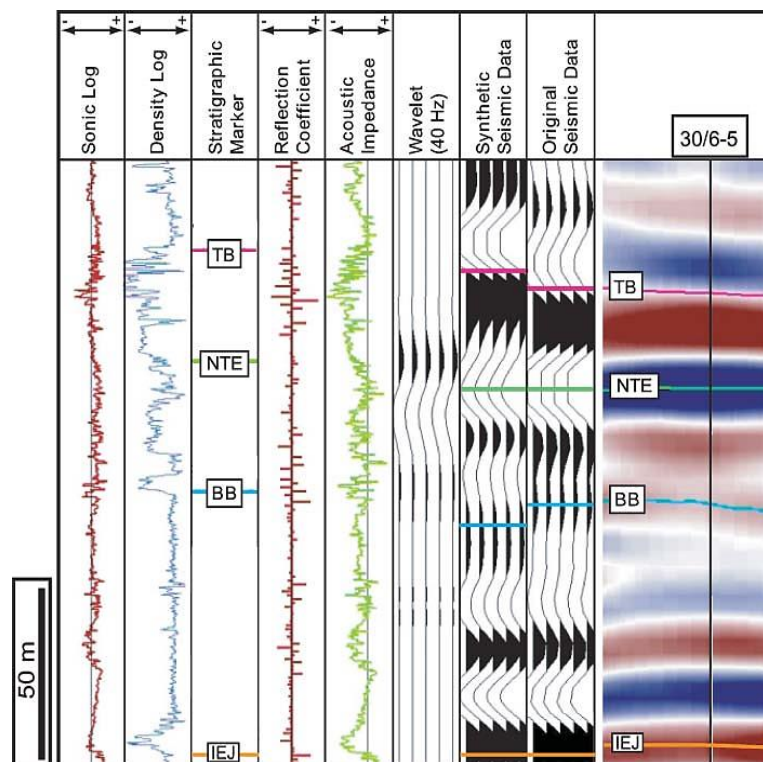 - +
- +
- +
- +
Sonic Log
Density Log
Stratigraphic
Marker
Reflection
Coefficient
Acoustic
Impedance
Wavelet
(40 Hz)
Synthetic
Seismic Data
Original
Seismic Data
30/6-5
TB
TB
NTE
NTE
BB
BB
IEJ
IEJ
50 m